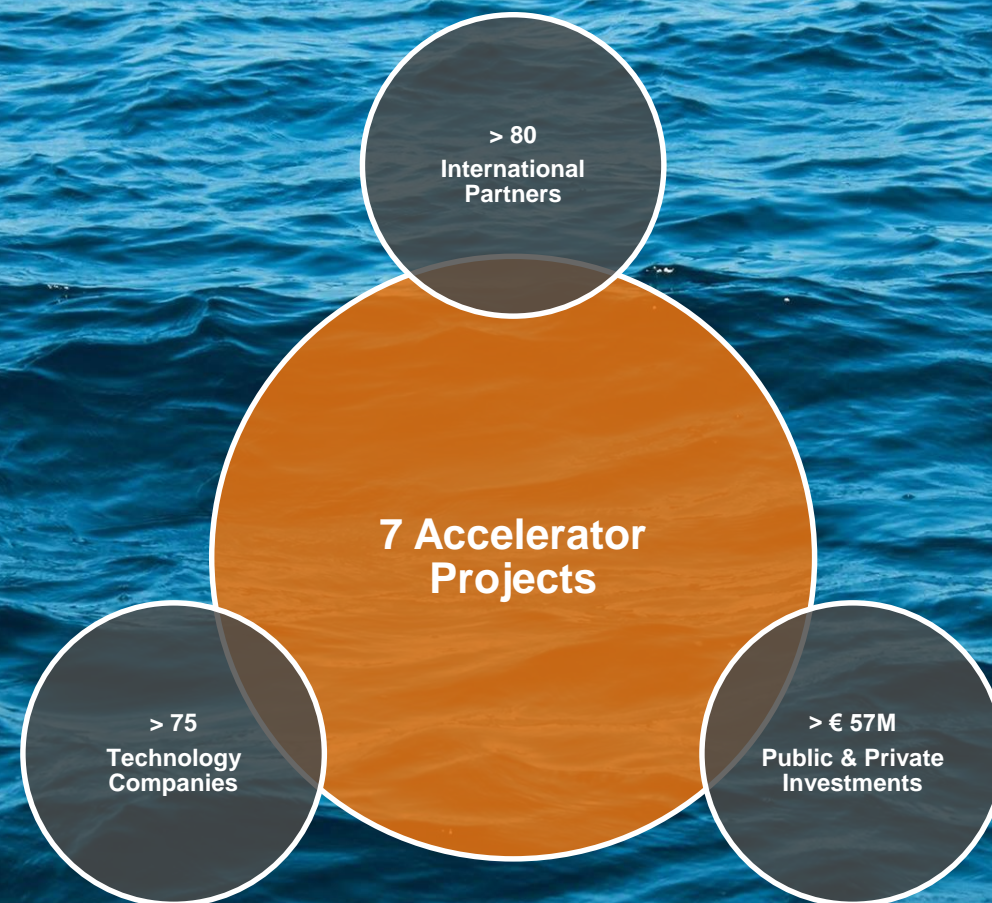 > 80
International
Partners
7 Accelerator
Projects
> 75
Technology
Companies
> € 57M
Public & Private
Investments